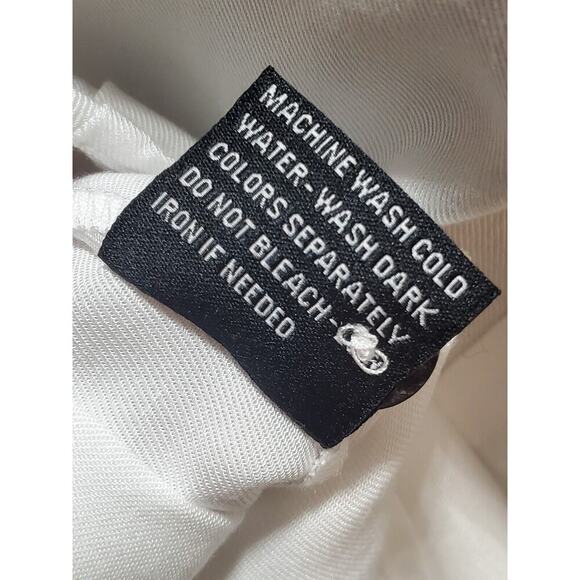 MACHINE WASH COLD
WATER-WASH DARK
COLORS SEPARATELY
DO NOT BLEACH-
IRON IF NEEDED